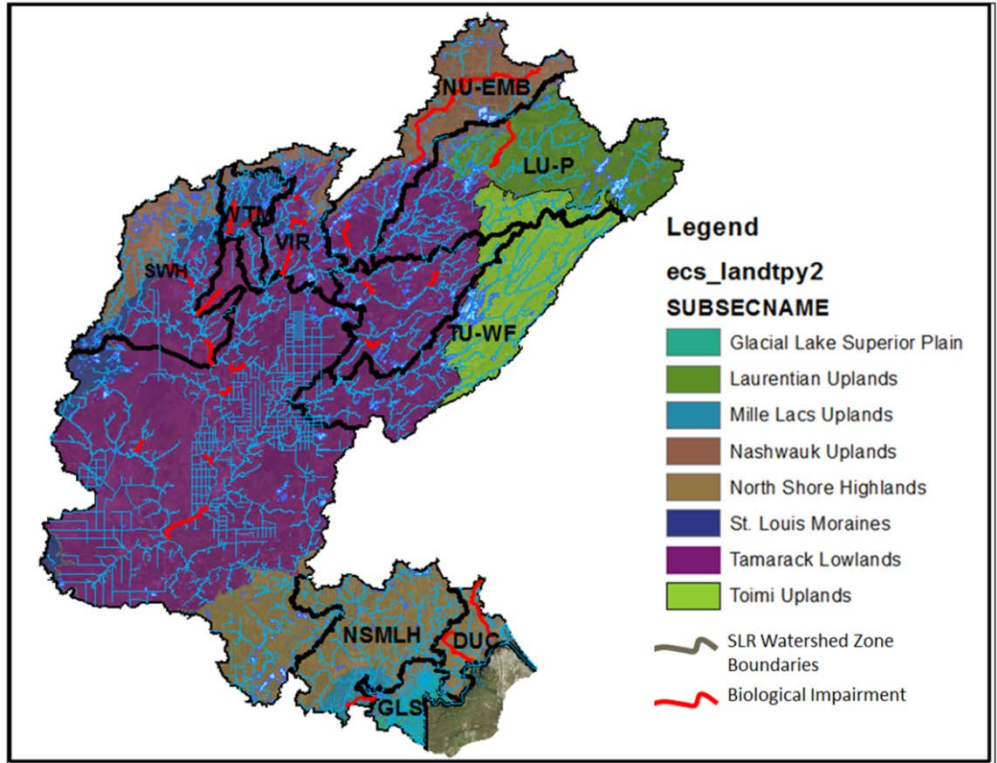 NU-EMB
LU-P
WTM
VIR
SWH
TU-WF
NSMLH
DUC
GLS
Legend
ecs_landtpy2
SUBSECNAME
Glacial Lake Superior Plain
Laurentian Uplands
Mille Lacs Uplands
Nashwauk Uplands
North Shore Highlands
St. Louis Moraines
Tamarack Lowlands
Toimi Uplands
SLR Watershed Zone
Boundaries
Biological Impairment